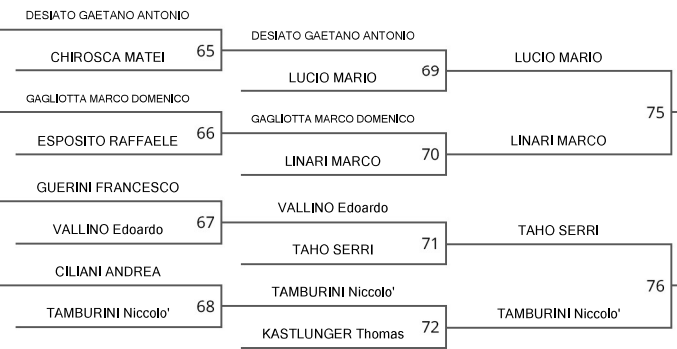 DESIATO GAETANO ANTONIO
CHIROSCA MATEI
65
GAGLIOTTA MARCO DOMENICO
ESPOSITO RAFFAELE
66
GUERINI FRANCESCO
VALLINO Edoardo
67
CILIANI ANDREA
TAMBURINI Niccolo'
68
DESIATO GAETANO ANTONIO
LUCIO MARIO
69
GAGLIOTTA MARCO DOMENICO
LINARI MARCO
70
VALLINO Edoardo
TAHO SERRI
71
TAMBURINI Niccolo'
KASTLUNGER Thomas
72
LUCIO MARIO
LINARI MARCO
75
TAHO SERRI
TAMBURINI Niccolo'
76